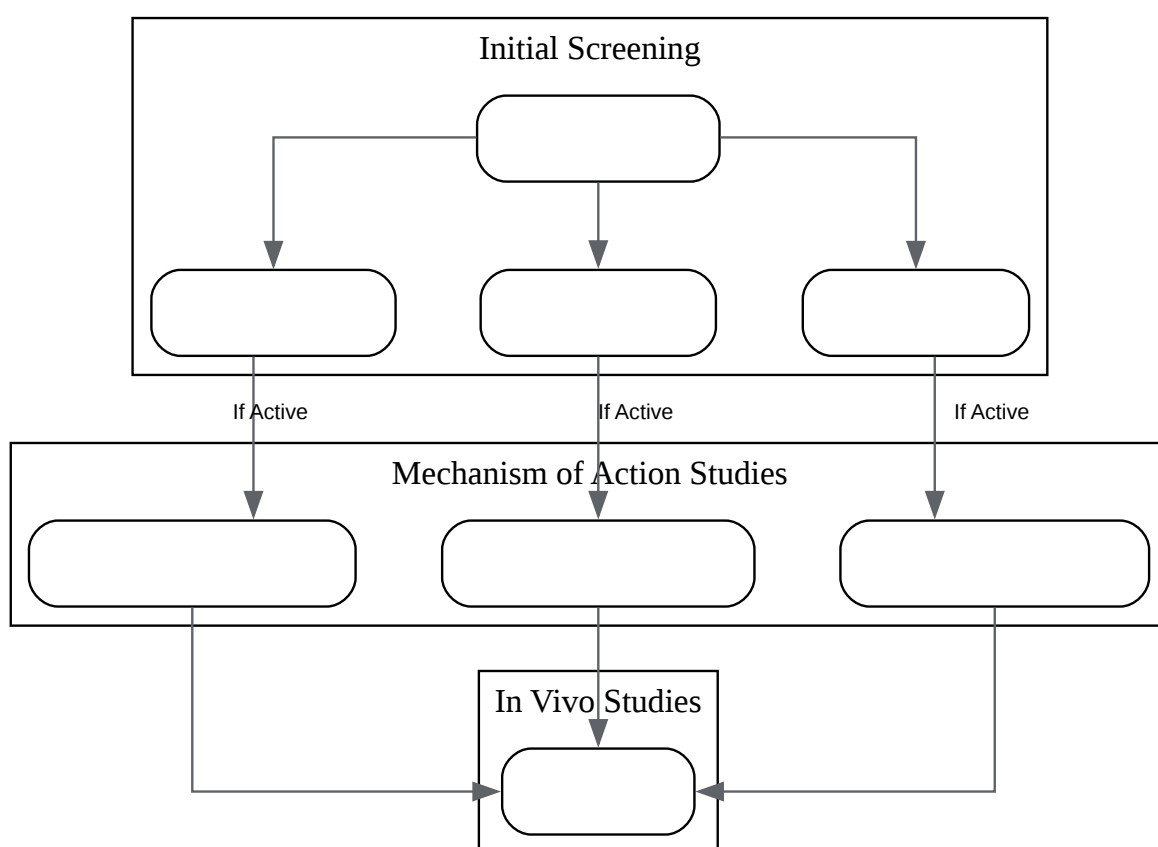 Initial Screening
If Active
If Active
If Active
Mechanism of Action Studies
In Vivo Studies